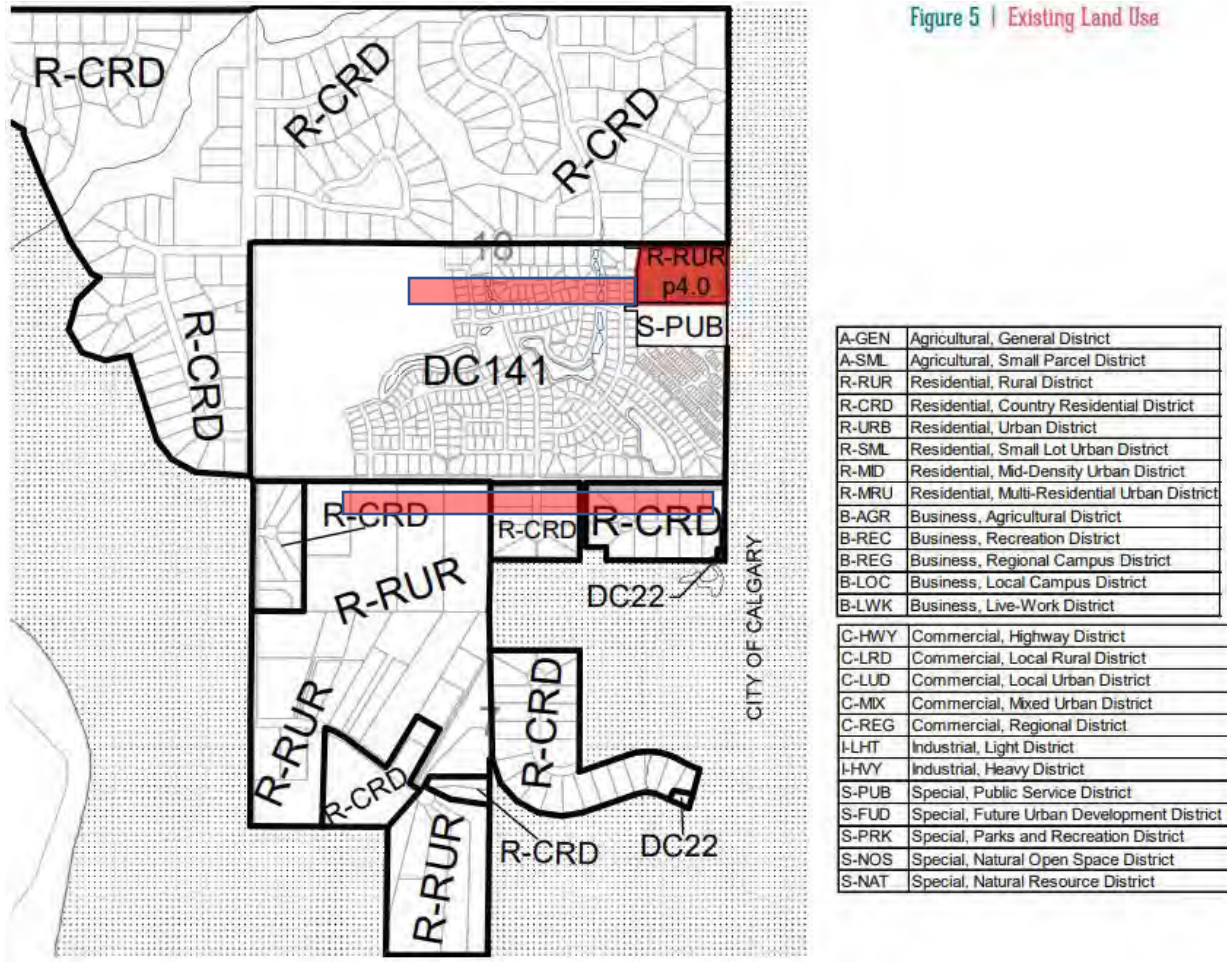 Figure 5 | Existing Land Use
R-CRD
R-CRD
R-CRD
18
R-RUR
p4.0
S-PUB
R-CRD
DC141
R-CRD
R-CRD
R-CRD
R-RUR
DC22
CITY OF CALGARY
R-RUR
R-CRD
R-CRD
R-RUR
R-CRD
DC22
A-GEN Agricultural, General District
A-SML Agricultural, Small Parcel District
R-RUR Residential, Rural District
R-CRD Residential, Country Residential District
R-URB Residential, Urban District
R-SML Residential, Small Lot Urban District
R-MID Residential, Mid-Density Urban District
R-MRU Residential, Multi-Residential Urban District
B-AGR Business, Agricultural District
B-REC Business, Recreation District
B-REG Business, Regional Campus District
B-LOC Business, Local Campus District
B-LWK Business, Live-Work District
C-HWY Commercial, Highway District
C-LRD Commercial, Local Rural District
C-LUD Commercial, Local Urban District
C-MIX Commercial, Mixed Urban District
C-REG Commercial, Regional District
I-LHT Industrial, Light District
I-HVY Industrial, Heavy District
S-PUB Special, Public Service District
S-FUD Special, Future Urban Development District
S-PRK Special, Parks and Recreation District
S-NOS Special, Natural Open Space District
S-NAT Special, Natural Resource District